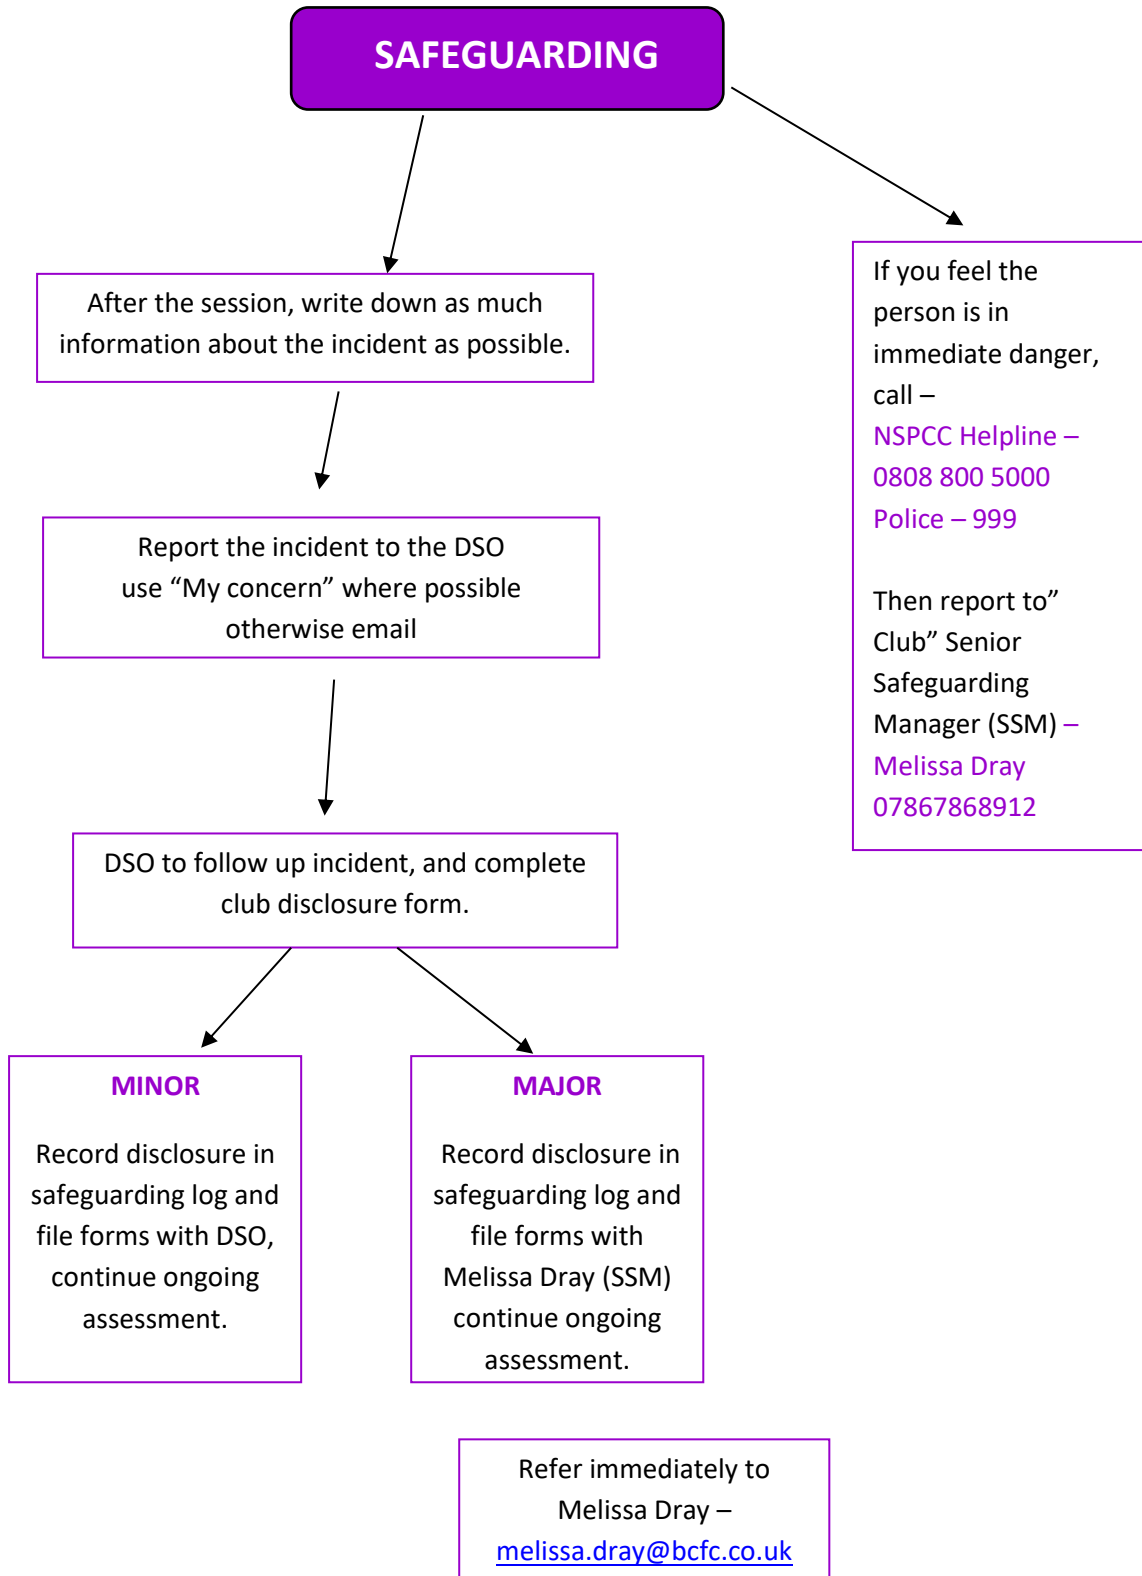 SAFEGUARDING
After the session, write down as much
information about the incident as possible.
Report the incident to the DSO
use “My concern” where possible
otherwise email
DSO to follow up incident, and complete
club disclosure form.
MINOR
Record disclosure in
safeguarding log and
file forms with DSO,
continue ongoing
assessment.
MAJOR
Record disclosure in
safeguarding log and
file forms with
Melissa Dray (SSM)
continue ongoing
assessment.
Refer immediately to
Melissa Dray –
melissa.dray@bcfc.co.uk
If you feel the
person is in
immediate danger,
call –
NSPCC Helpline –
0808 800 5000
Police – 999
Then report to”
Club” Senior
Safeguarding
Manager (SSM) –
Melissa Dray
07867868912